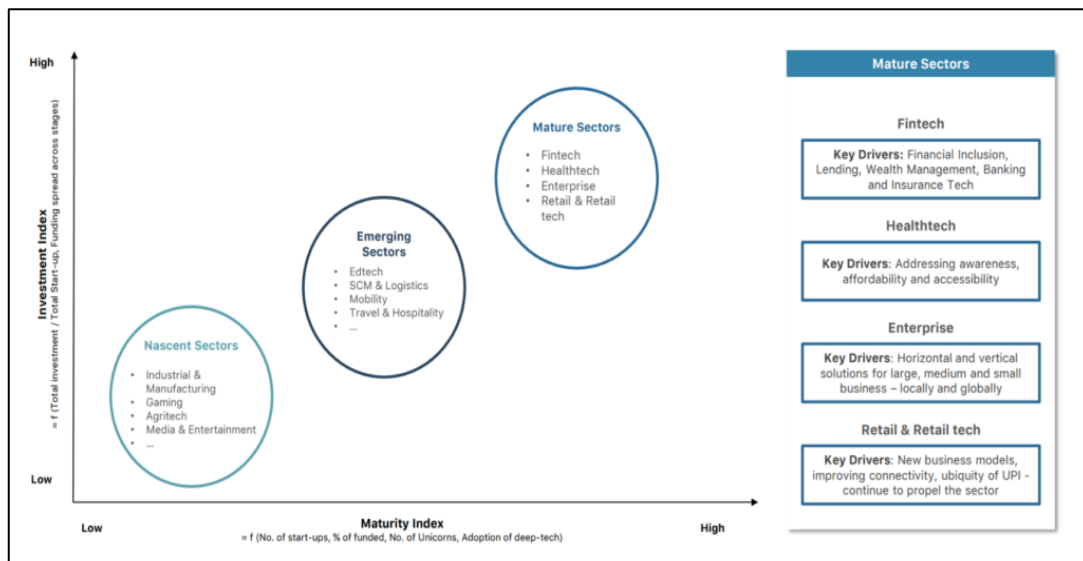 High
Investment Index
= f (Total investment / Total Start-up, Funding spread across stages)
Low
Mature Sectors
• Fintech
• Healthtech
• Enterprise
• Retail & Retail
tech
Emerging
Sectors
• Edtech
• SCM & Logistics
• Mobility
• Travel & Hospitality
• ...
Nascent Sectors
• Industrial &
Manufacturing
• Gaming
• Agritech
• Media & Entertainment
• ...
Low
Maturity Index
High
= f (No. of start-ups, % of funded, No. of Unicorns, Adoption of deep-tech)
Mature Sectors
Fintech
Key Drivers: Financial Inclusion,
Lending, Wealth Management, Banking
and Insurance Tech
Healthtech
Key Drivers: Addressing awareness,
affordability and accessibility
Enterprise
Key Drivers: Horizontal and vertical
solutions for large, medium and small
business – locally and globally
Retail & Retail tech
Key Drivers: New business models,
improving connectivity, ubiquity of UPI -
continue to propel the sector